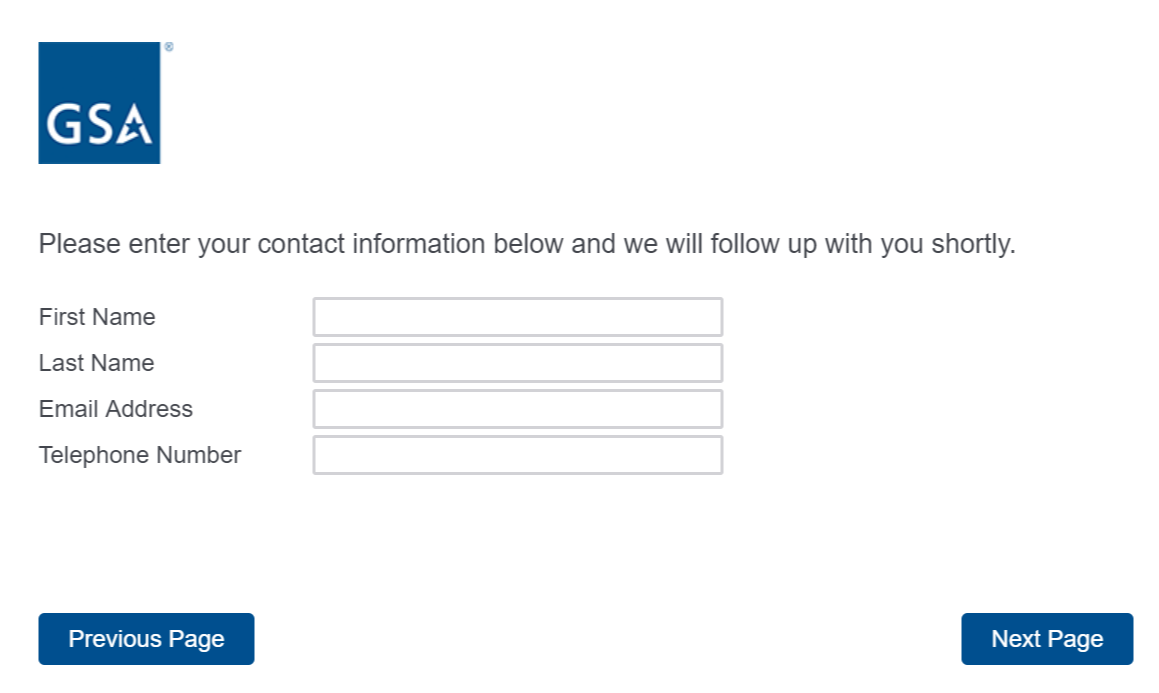 GSA®
Please enter your contact information below and we will follow up with you shortly.
First Name
Last Name
Email Address
Telephone Number
Previous Page
Next Page